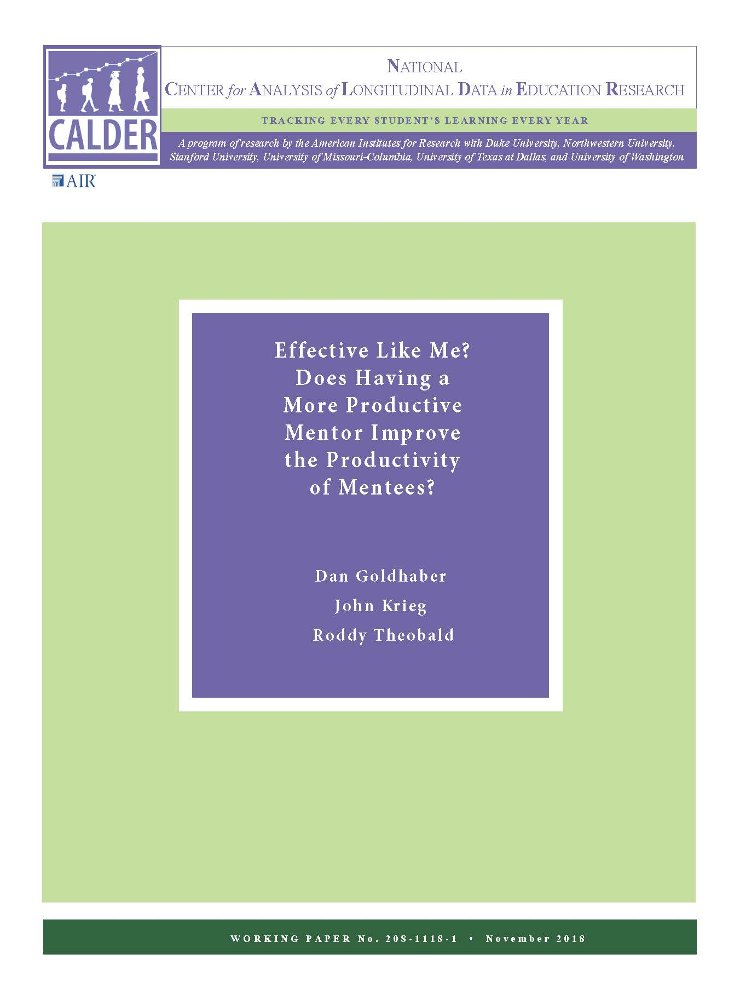 NATIONAL
CENTER for ANALYSIS of LONGITUDINAL DATA in EDUCATION RESEARCH
TRACKING EVERY STUDENT'S LEARNING EVERY YEAR
A program of research by the American Institutes for Research with Duke University, Northwestern University,
Stanford University, University of Missouri-Columbia, University of Texas at Dallas, and University of Washington
CALDER
AIR
Effective Like Me?
Does Having a
More Productive
Mentor Improve
the Productivity
of Mentees?
Dan Goldhaber
John Krieg
Roddy Theobald
WORKING PAPER No. 208-1118-1 • November 2018